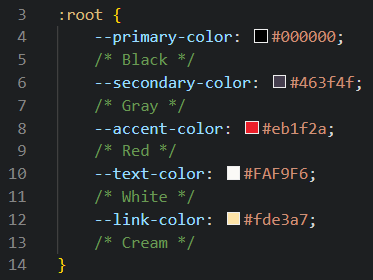 3 :root {
4     --primary-color: #000000;
5     /* Black */
6     --secondary-color: #463f4f;
7     /* Gray */
8     --accent-color: #eb1f2a;
9     /* Red */
10     --text-color: #FAF9F6;
11     /* White */
12     --link-color: #fde3a7;
13     /* Cream */
14 }